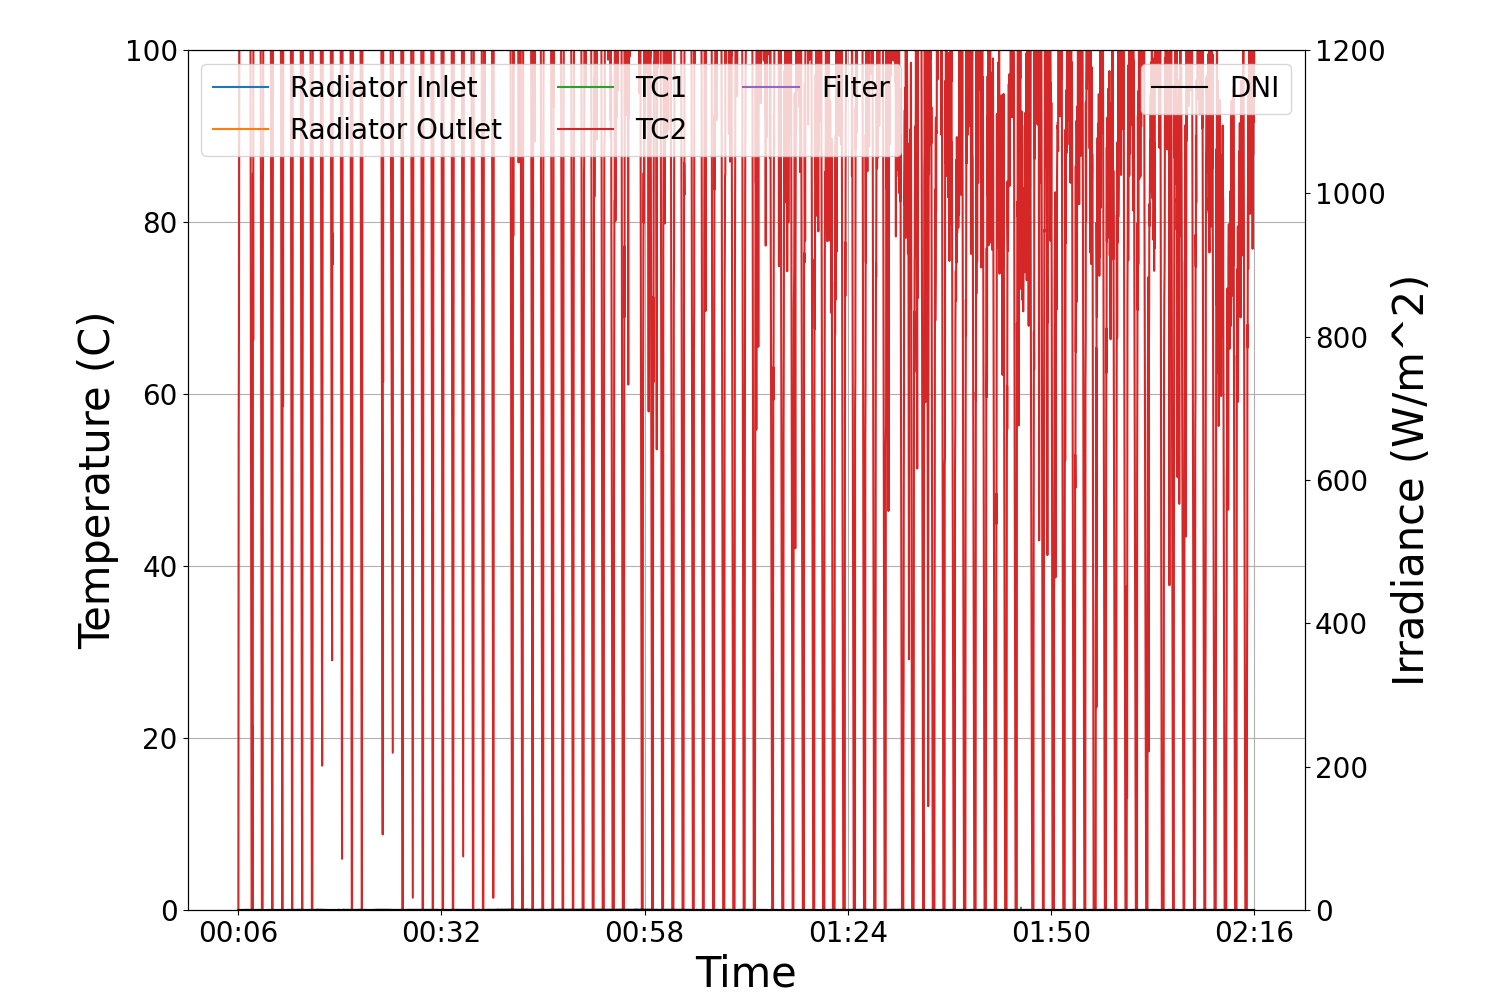 Radiator Inlet
Radiator Outlet
TC1
TC2
Filter
DNI
100
80
60
40
20
0
Temperature (C)
1200
1000
800
600
400
200
0
Irradiance (W/m^2)
00:06 00:32 00:58 01:24 01:50 02:16
Time